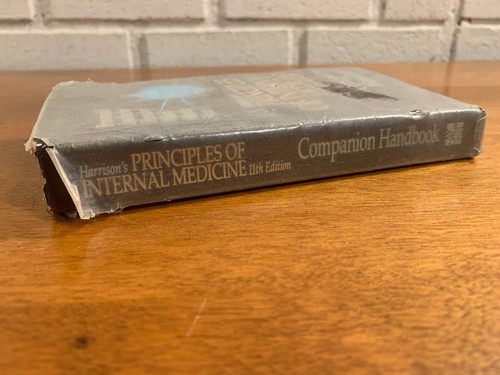 Harrison's PRINCIPLES OF
INTERNAL MEDICINE 11th Edition
Companion Handbook